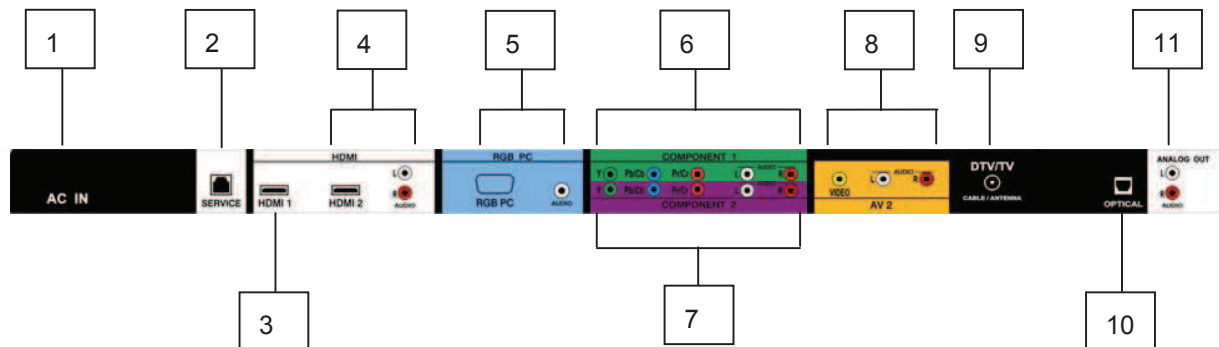 1
2
4
5
6
8
9
11
AC IN
SERVICE
HDMI
HDMI 1
HDMI 2
L
R
AUDIO
RGB PC
RGB PC
AUDIO
COMPONENT 1
Y Pb/Cb Pr/Cr L AUDIO R
Y Pb/Cb Pr/Cr L AUDIO R
COMPONENT 2
VIDEO
L AUDIO R
AV 2
DTV/TV
CABLE / ANTENNA
OPTICAL
ANALOG OUT
L
R
AUDIO
3
7
10